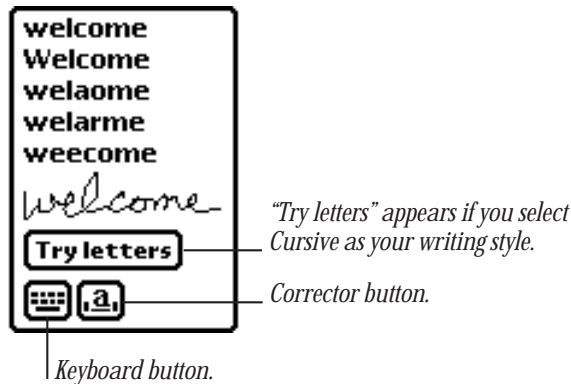 welcome
Welcome
welaome
welarme
weecome
welcome
Try letters
.a.
"Try letters" appears if you select
Cursive as your writing style.
Corrector button.
Keyboard button.